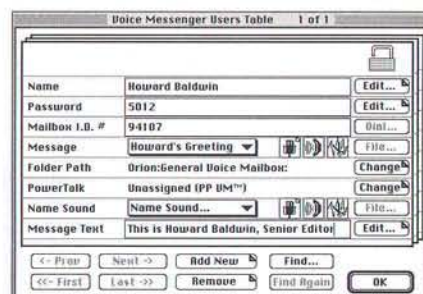 Voice Messenger Users Table 1 of 1
Name Howard Baldwin Edit...
Password 5012 Edit...
Mailbox I.D. # 94107 Dial...
Message Howard's Greeting File...
Folder Path Orion:General Voice Mailbox: Change
PowerTalk Unassigned (PP VM™) Change
Name Sound Name Sound... File...
Message Text This is Howard Baldwin, Senior Editor Edit...
<- Prev Next -> Add New Find...
<<- First Last ->> Remove Find Again OK